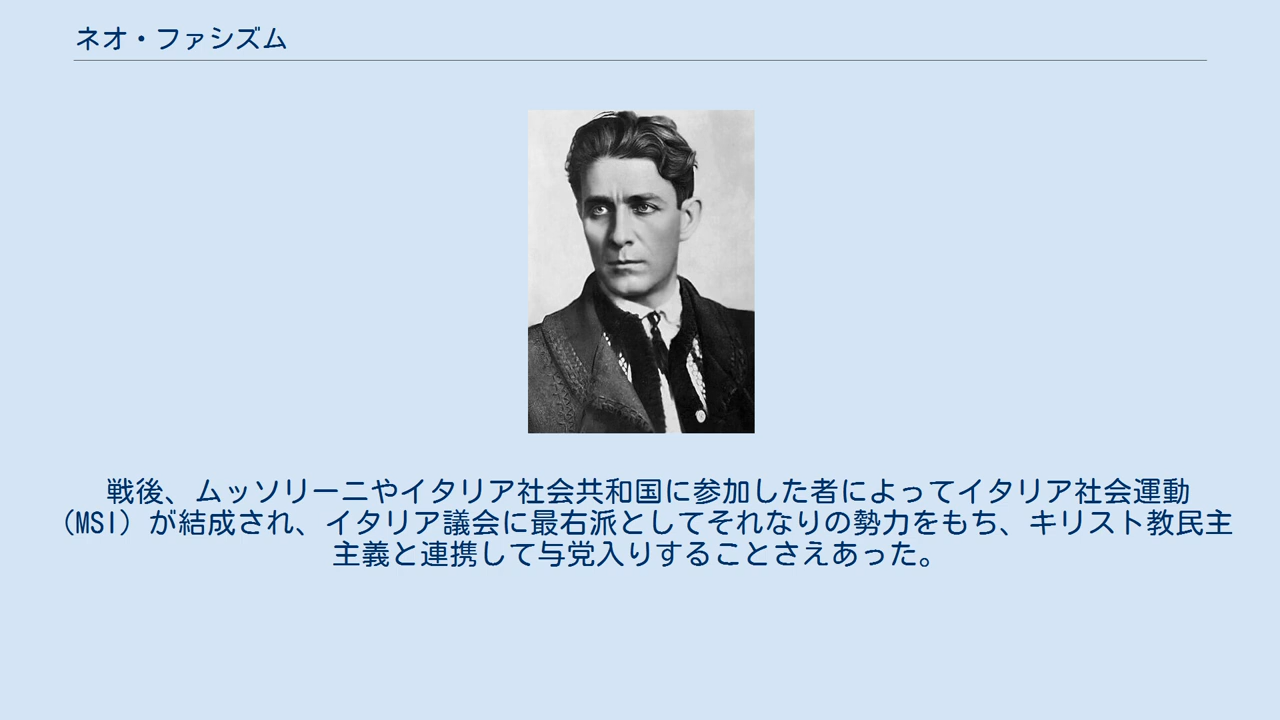 ネオ・ファシズム
戦後、ムッソリーニやイタリア社会共和国に参加した者によってイタリア社会運動
（MSI）が結成され、イタリア議会に最右派としてそれなりの勢力をもち、キリスト教民主
主義と連携して与党入りすることさえあった。